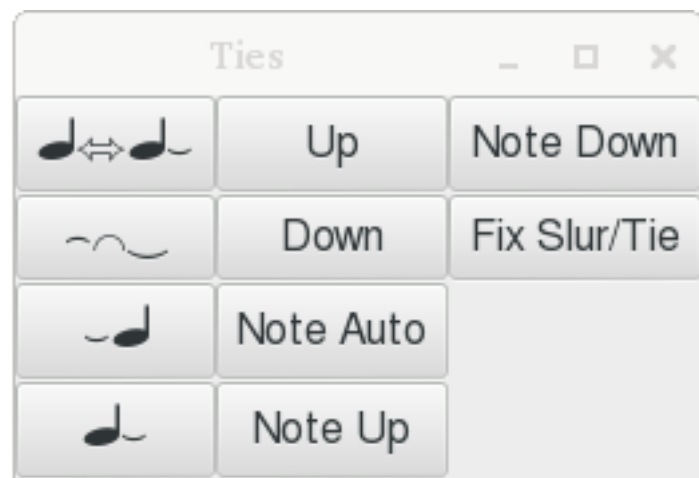 Ties
Up
Note Down
Down
Fix Slur/Tie
Note Auto
Note Up